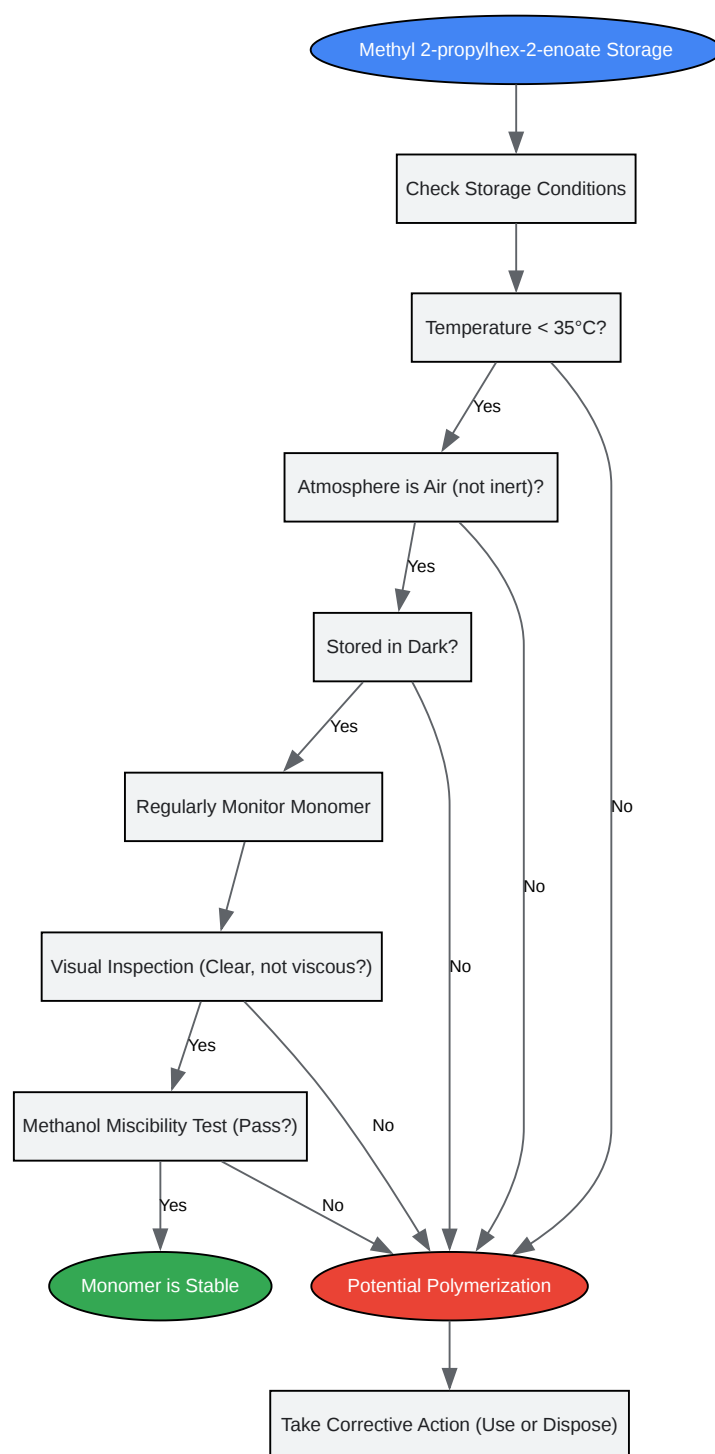 Methyl 2-propylhex-2-enoate Storage
Check Storage Conditions
Temperature < 35°C?
Yes
Atmosphere is Air (not inert)?
Yes
Stored in Dark?
Yes
Regularly Monitor Monomer
No
No
Visual Inspection (Clear, not viscous?)
No
Yes
Methanol Miscibility Test (Pass?)
No
Yes
No
Monomer is Stable
Potential Polymerization
Take Corrective Action (Use or Dispose)